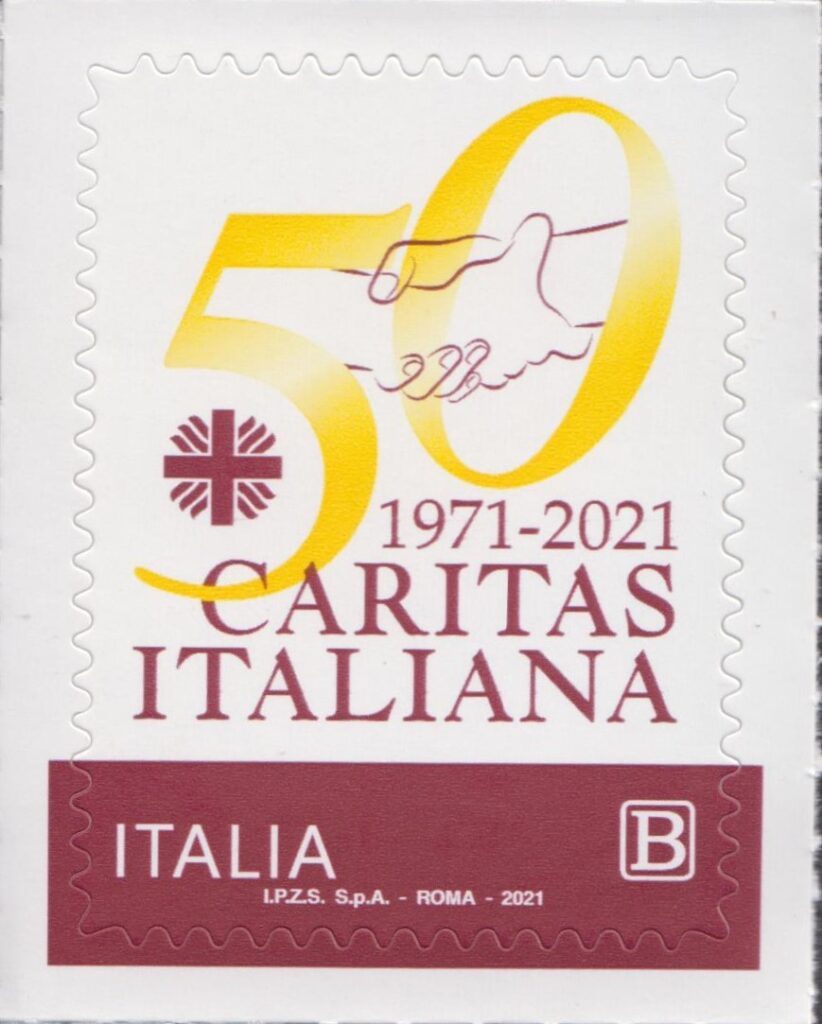 50
1971-2021
CARITAS
ITALIANA
ITALIA
B
I.P.Z.S. S.p.A. - ROMA - 2021